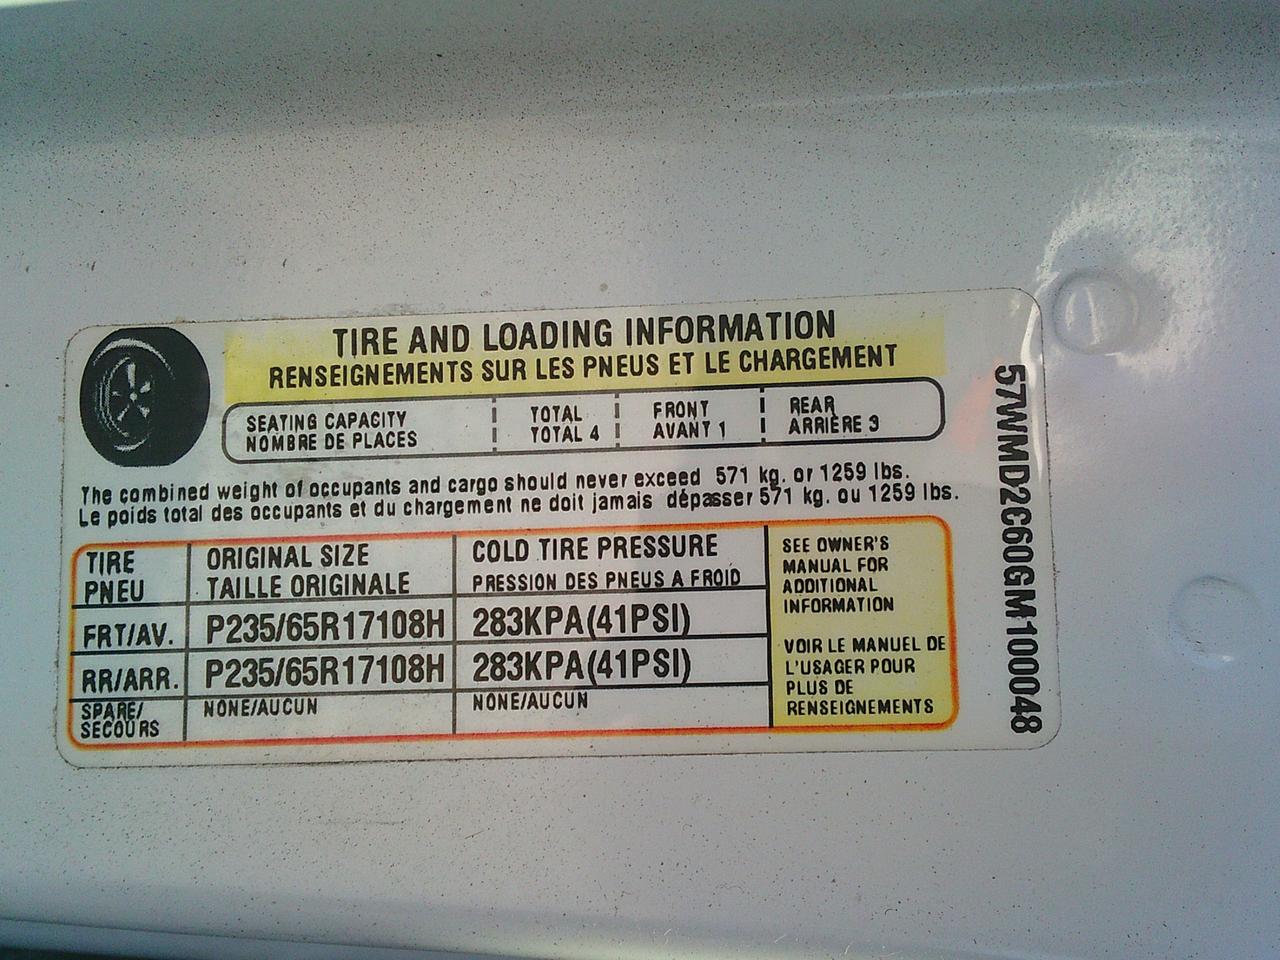 TIRE AND LOADING INFORMATION
RENSEIGNEMENTS SUR LES PNEUS ET LE CHARGEMENT
SEATING CAPACITY TOTAL FRONT REAR
NOMBRE DE PLACES TOTAL 4 AVANT 1 ARRIÈRE 3
The combined weight of occupants and cargo should never exceed 571 kg. or 1259 lbs.
Le poids total des occupants et du chargement ne doit jamais dépasser 571 kg. ou 1259 lbs.
TIRE ORIGINAL SIZE COLD TIRE PRESSURE
PNEU TAILLE ORIGINALE PRESSION DES PNEUS A FROID
FRT/AV. P235/65R17108H 283KPA(41PSI)
RR/ARR. P235/65R17108H 283KPA(41PSI)
SPARE/ NONE/AUCUN NONE/AUCUN
SECOURS
SEE OWNER'S
MANUAL FOR
ADDITIONAL
INFORMATION
VOIR LE MANUEL DE
L'USAGER POUR
PLUS DE
RENSEIGNEMENTS
57WMD2C60GM100048